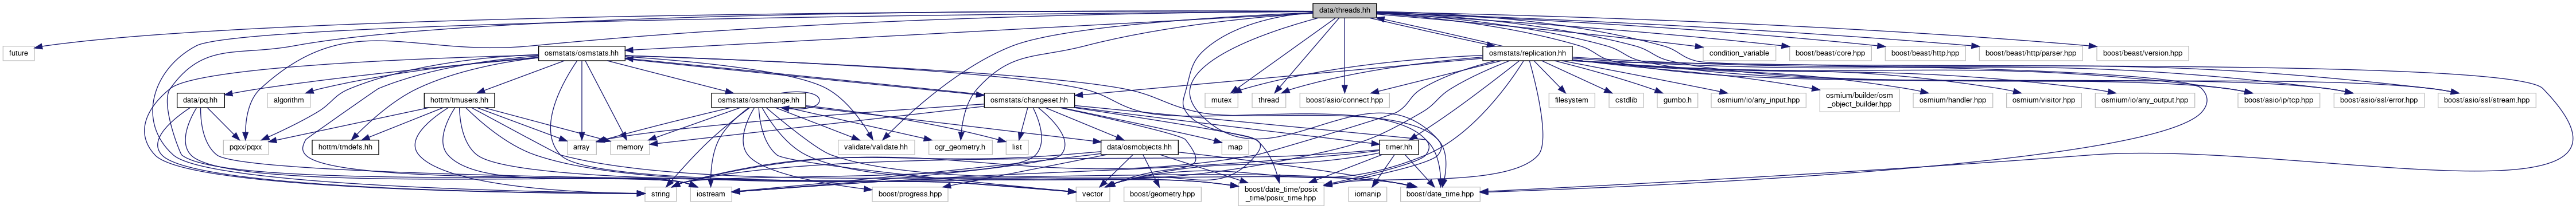 data/threads.hh
future
osmstats/osmstats.hh
osmstats/replication.hh
condition_variable
boost/beast/core.hpp
boost/beast/http.hpp
boost/beast/http/parser.hpp
boost/beast/version.hpp
data/pq.hh
algorithm
hottm/tmusers.hh
osmstats/osmchange.hh
osmstats/changeset.hh
mutex
thread
boost/asio/connect.hpp
filesystem
cstdlib
gumbo.h
osmium/io/any_input.hpp
osmium/builder/osm
_object_builder.hpp
osmium/handler.hpp
osmium/visitor.hpp
osmium/io/any_output.hpp
boost/asio/ip/tcp.hpp
boost/asio/ssl/error.hpp
boost/asio/ssl/stream.hpp
pqxx/pqxx
hottm/tmdefs.hh
array
memory
validate/validate.hh
ogr_geometry.h
list
data/osmobjects.hh
map
timer.hh
string
iostream
boost/progress.hpp
vector
boost/geometry.hpp
boost/date_time/posix
_time/posix_time.hpp
iomanip
boost/date_time.hpp